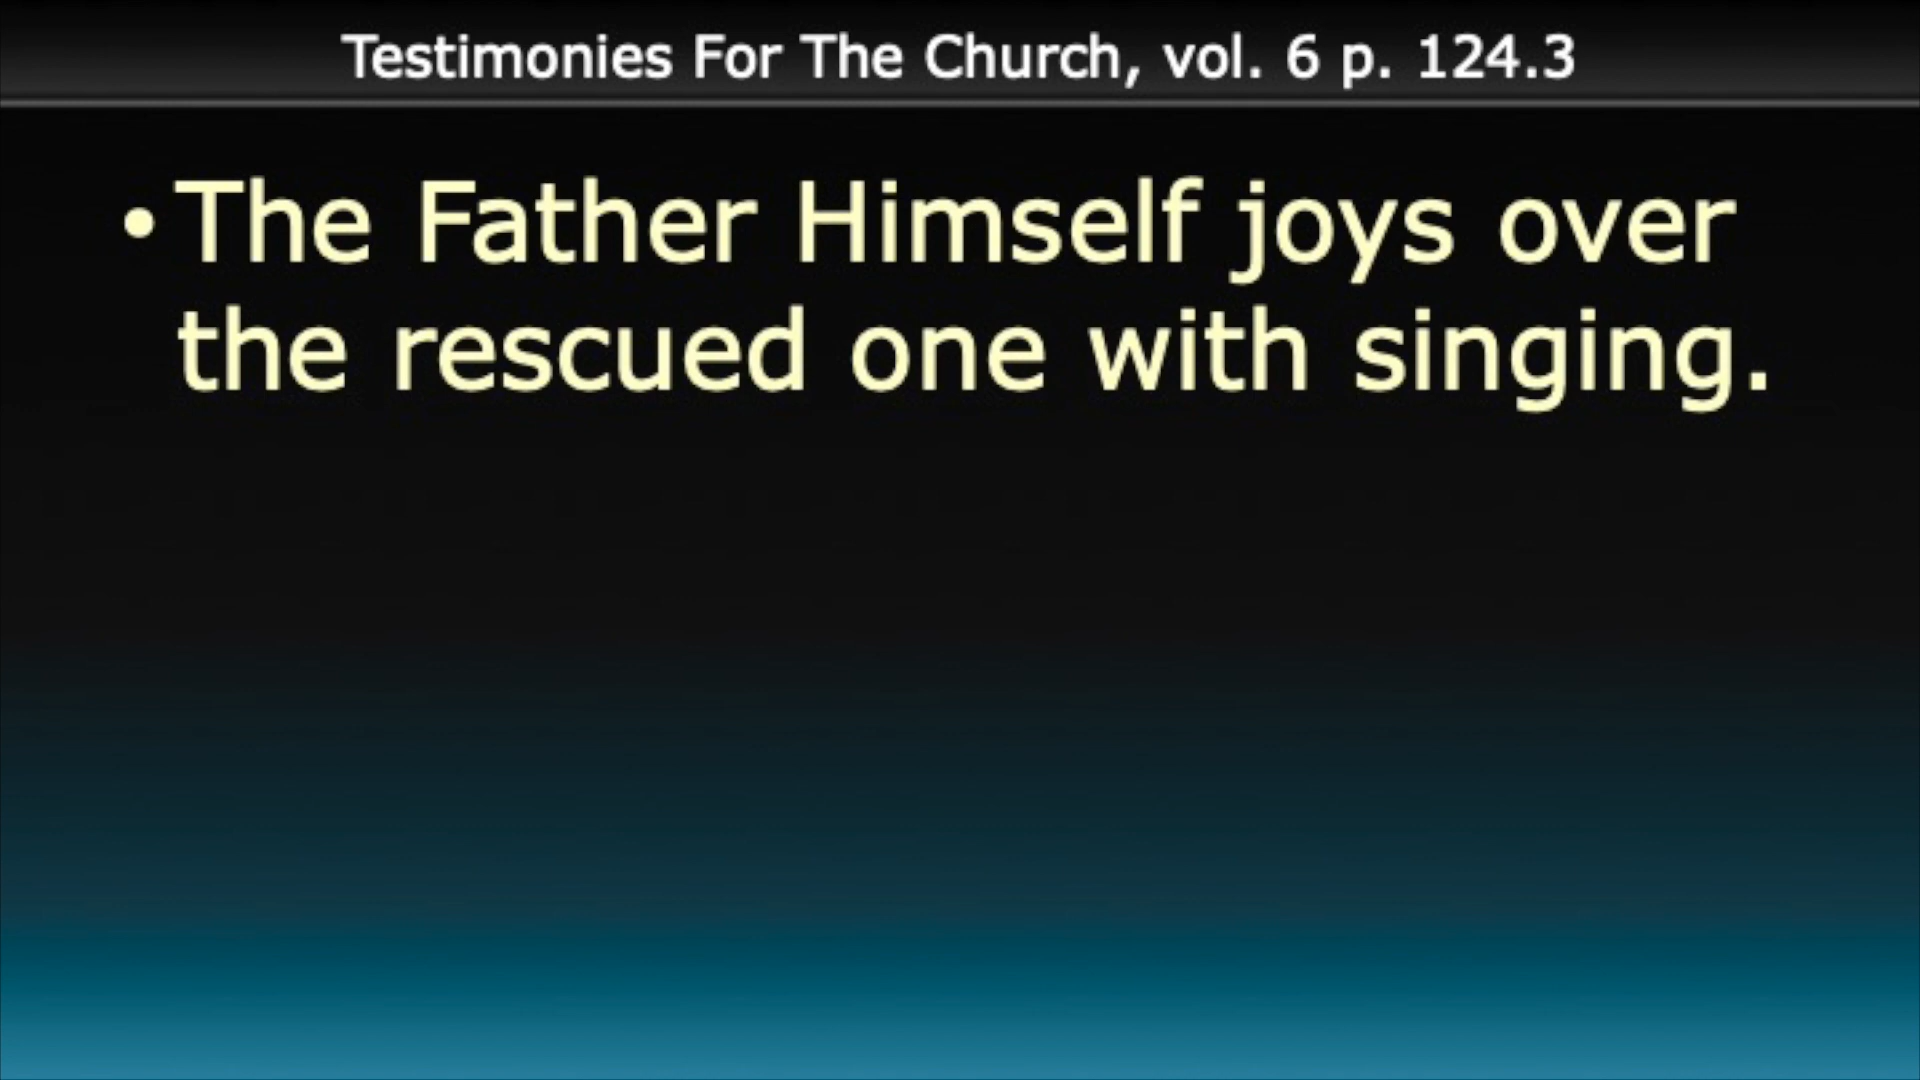 Testimonies For The Church, vol. 6 p. 124.3
• The Father Himself joys over
the rescued one with singing.